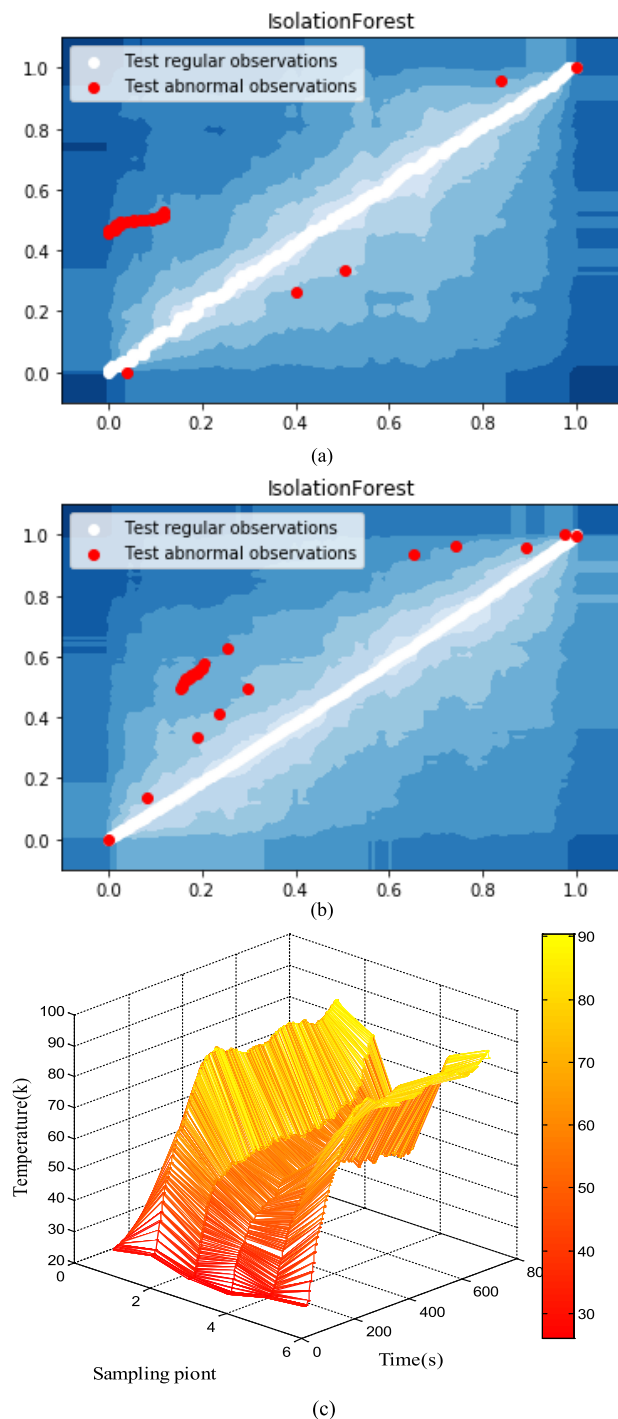 IsolationForest
Test regular observations
Test abnormal observations
1.0
0.8
0.6
0.4
0.2
0.0
0.0 0.2 0.4 0.6 0.8 1.0
(a)
IsolationForest
Test regular observations
Test abnormal observations
1.0
0.8
0.6
0.4
0.2
0.0
0.0 0.2 0.4 0.6 0.8 1.0
(b)
100
90
80
70
60
50
40
30
20
Temperature(k)
0
2
4
6
Sampling piont
0
200
400
600
80
Time(s)
90
80
70
60
50
40
30
(c)